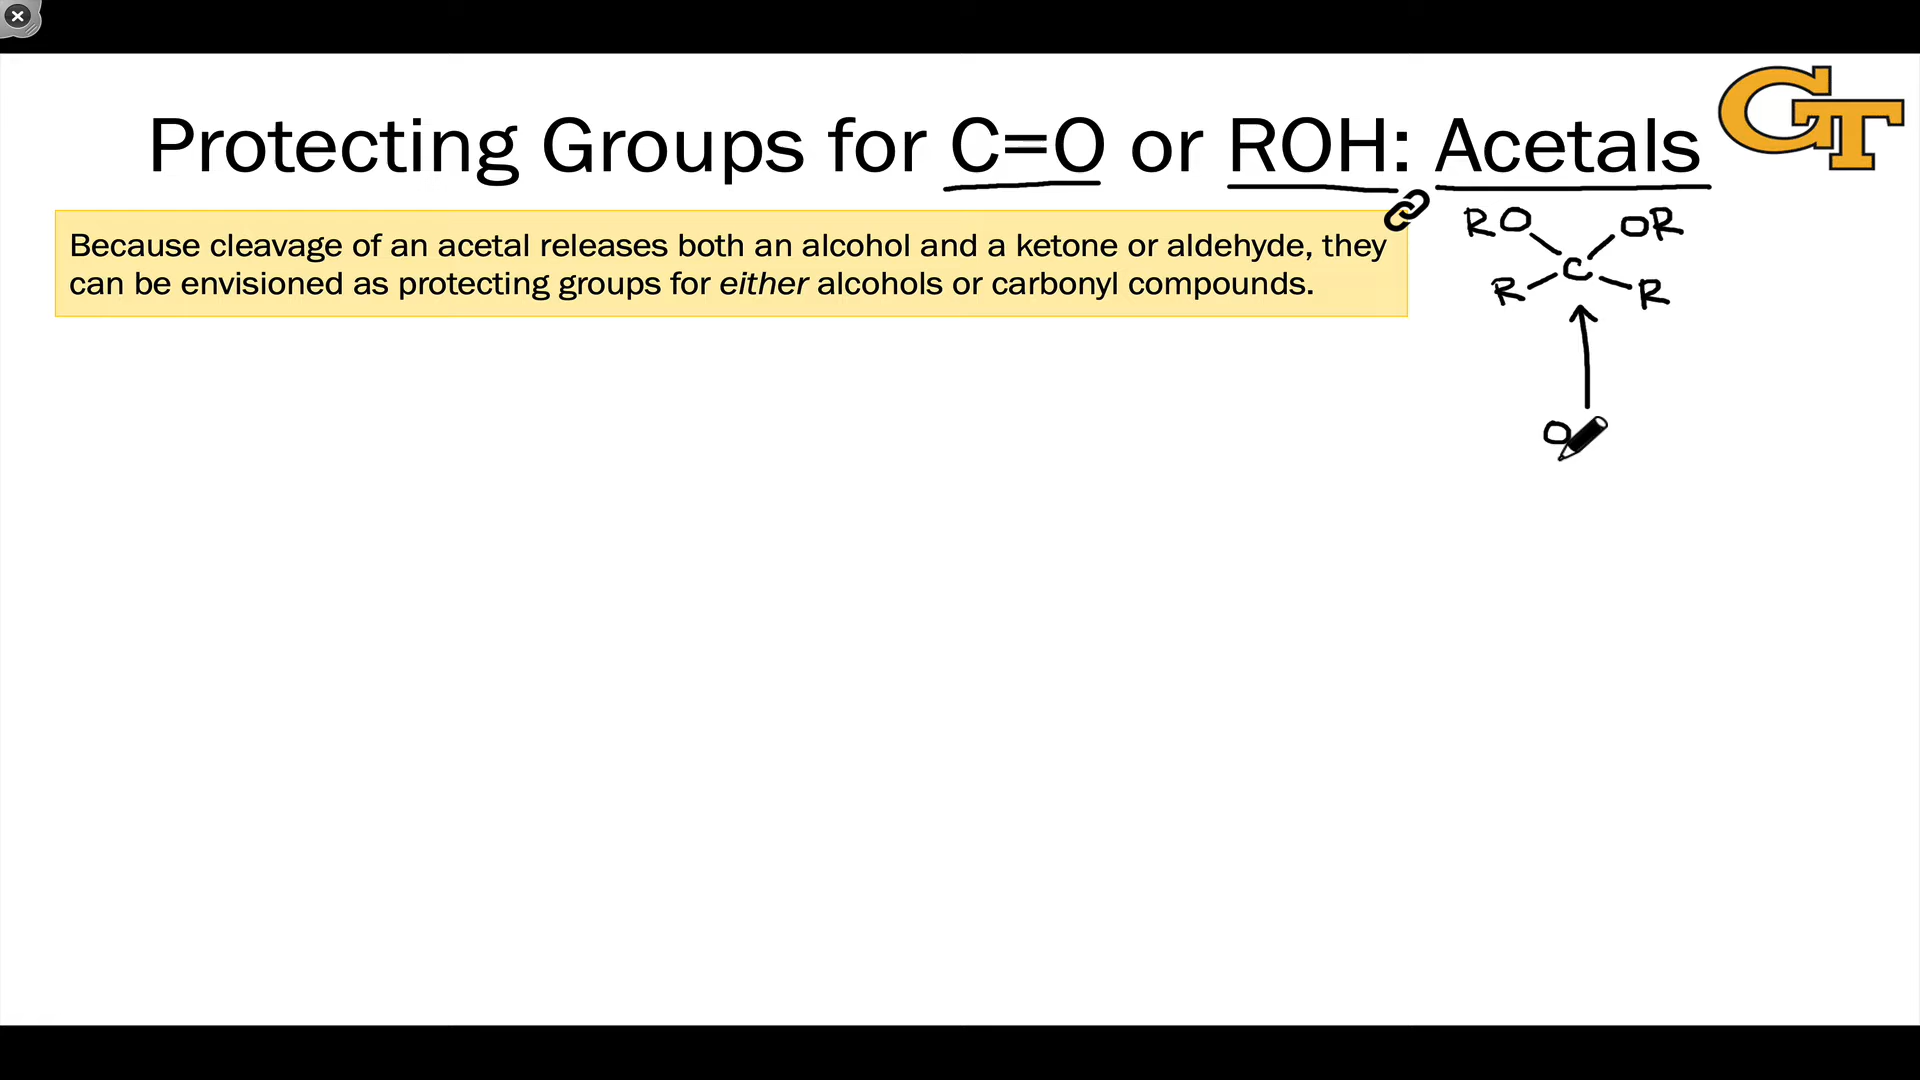 Protecting Groups for C=O or ROH: Acetals
GT
Because cleavage of an acetal releases both an alcohol and a ketone or aldehyde, they
can be envisioned as protecting groups for either alcohols or carbonyl compounds.
RO OR
C
R R
O